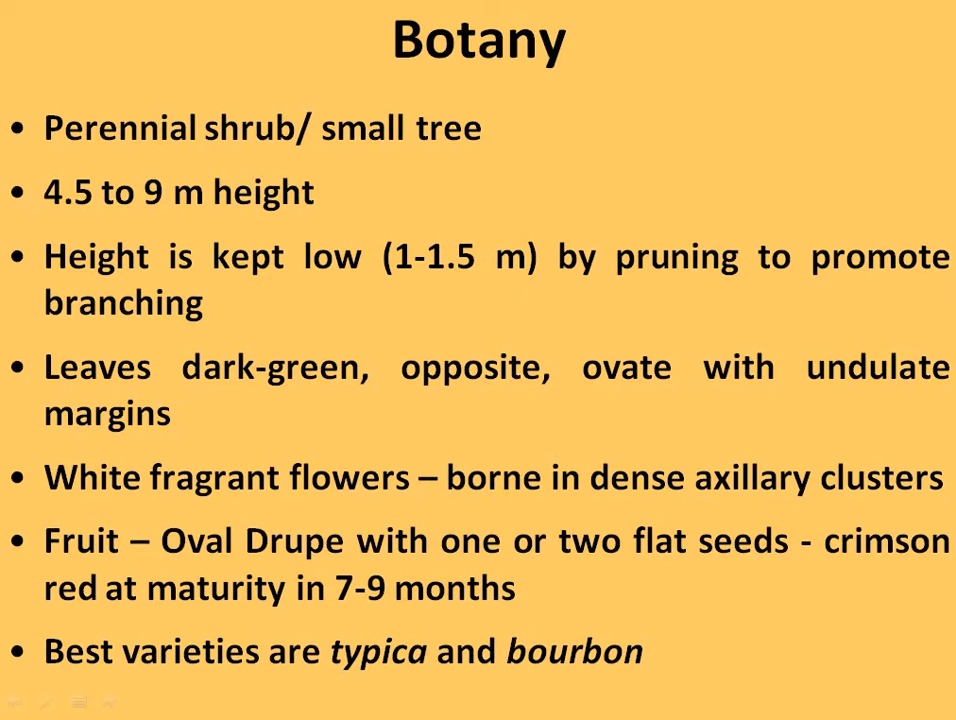 Botany
• Perennial shrub/ small tree
• 4.5 to 9 m height
• Height is kept low (1-1.5 m) by pruning to promote
branching
• Leaves dark-green, opposite, ovate with undulate
margins
• White fragrant flowers – borne in dense axillary clusters
• Fruit – Oval Drupe with one or two flat seeds - crimson
red at maturity in 7-9 months
• Best varieties are typica and bourbon